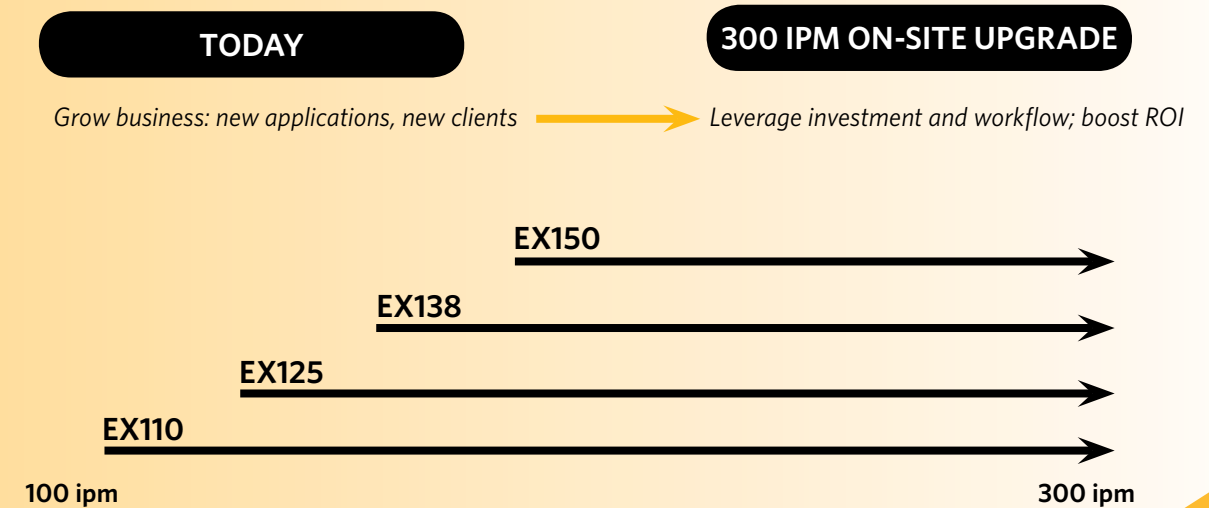 TODAY
300 IPM ON-SITE UPGRADE
Grow business: new applications, new clients
Leverage investment and workflow; boost ROI
EX150
EX138
EX125
EX110
100 ipm
300 ipm